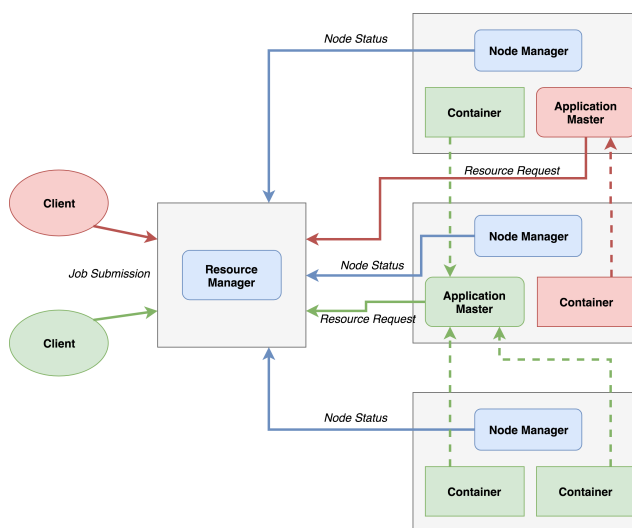 Node Status
Node Manager
Container
Application
Master
Resource Request
Client
Job Submission
Resource
Manager
Node Status
Node Manager
Application
Master
Container
Resource Request
Client
Node Status
Node Manager
Container
Container